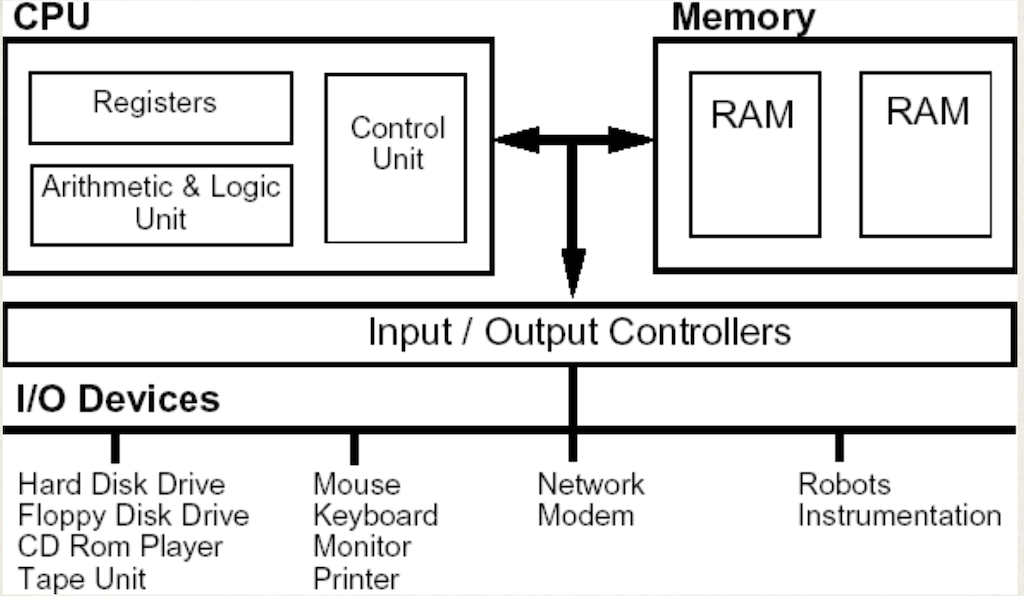 CPU
Memory
Registers
Arithmetic & Logic
Unit
Control
Unit
RAM
RAM
Input / Output Controllers
I/O Devices
Hard Disk Drive
Floppy Disk Drive
CD Rom Player
Tape Unit
Mouse
Keyboard
Monitor
Printer
Network
Modem
Robots
Instrumentation